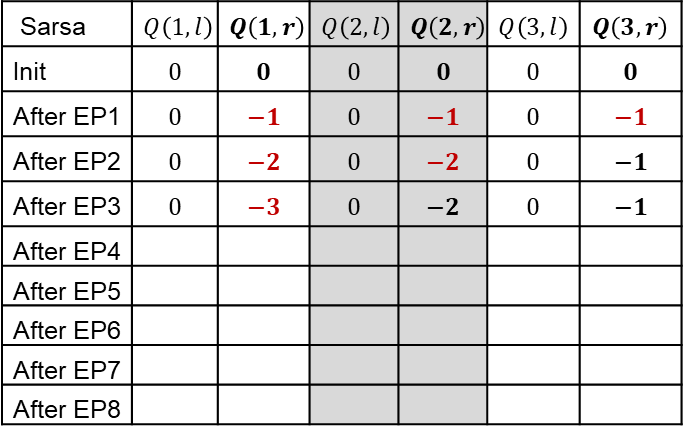 Sarsa Q(1, l) Q(1, r) Q(2, l) Q(2, r) Q(3, l) Q(3, r)
Init 0 0 0 0 0 0
After EP1 0 −1 0 −1 0 −1
After EP2 0 −2 0 −2 0 −1
After EP3 0 −3 0 −2 0 −1
After EP4
After EP5
After EP6
After EP7
After EP8